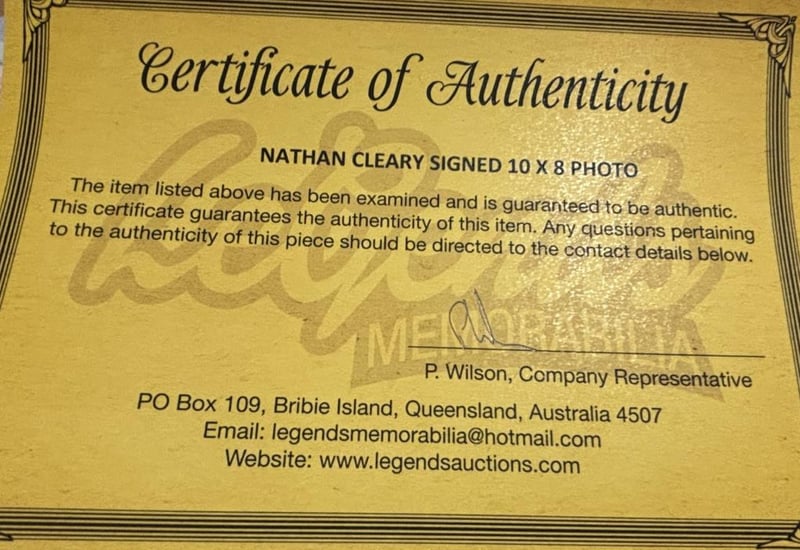 Certificate of Authenticity
NATHAN CLEARY SIGNED 10 X 8 PHOTO
The item listed above has been examined and is guaranteed to be authentic.
This certificate guarantees the authenticity of this item. Any questions pertaining
to the authenticity of this piece should be directed to the contact details below.
Legends
MEMORABILIA
P. Wilson, Company Representative
PO Box 109, Bribie Island, Queensland, Australia 4507
Email: legendsmemorabilia@hotmail.com
Website: www.legendsauctions.com